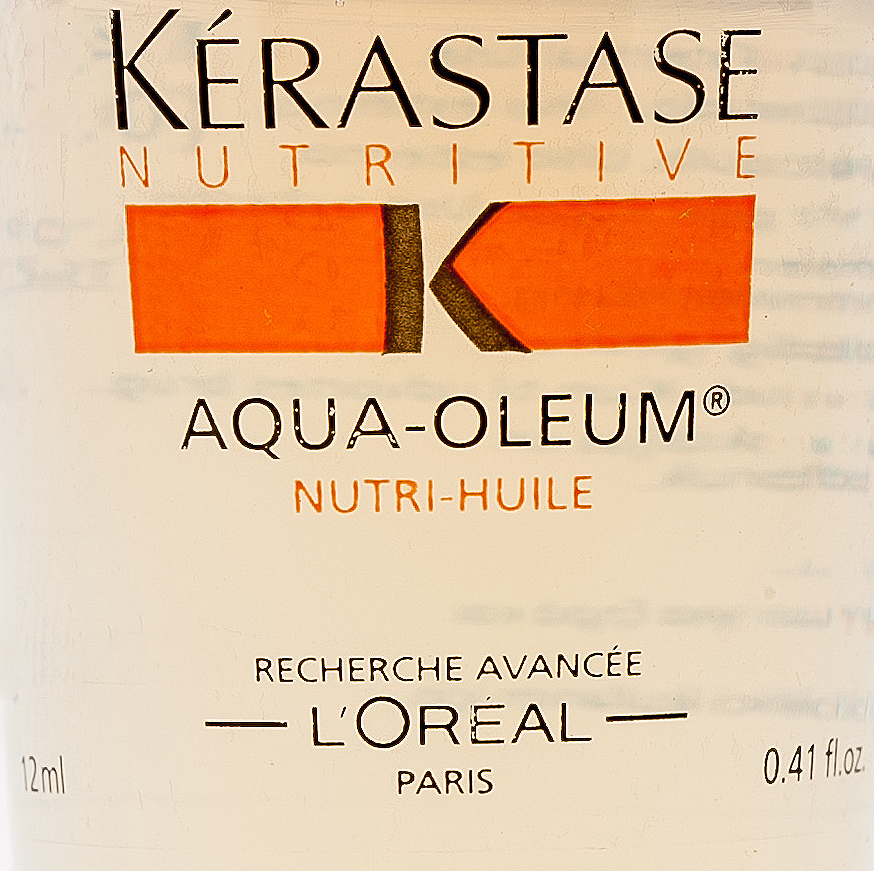 KÉRASTASE
NUTRITIVE
K
AQUA-OLEUM®
NUTRI-HUILE
RECHERCHE AVANCÉE
L'ORÉAL
PARIS
12ml 0.41 fl.oz.